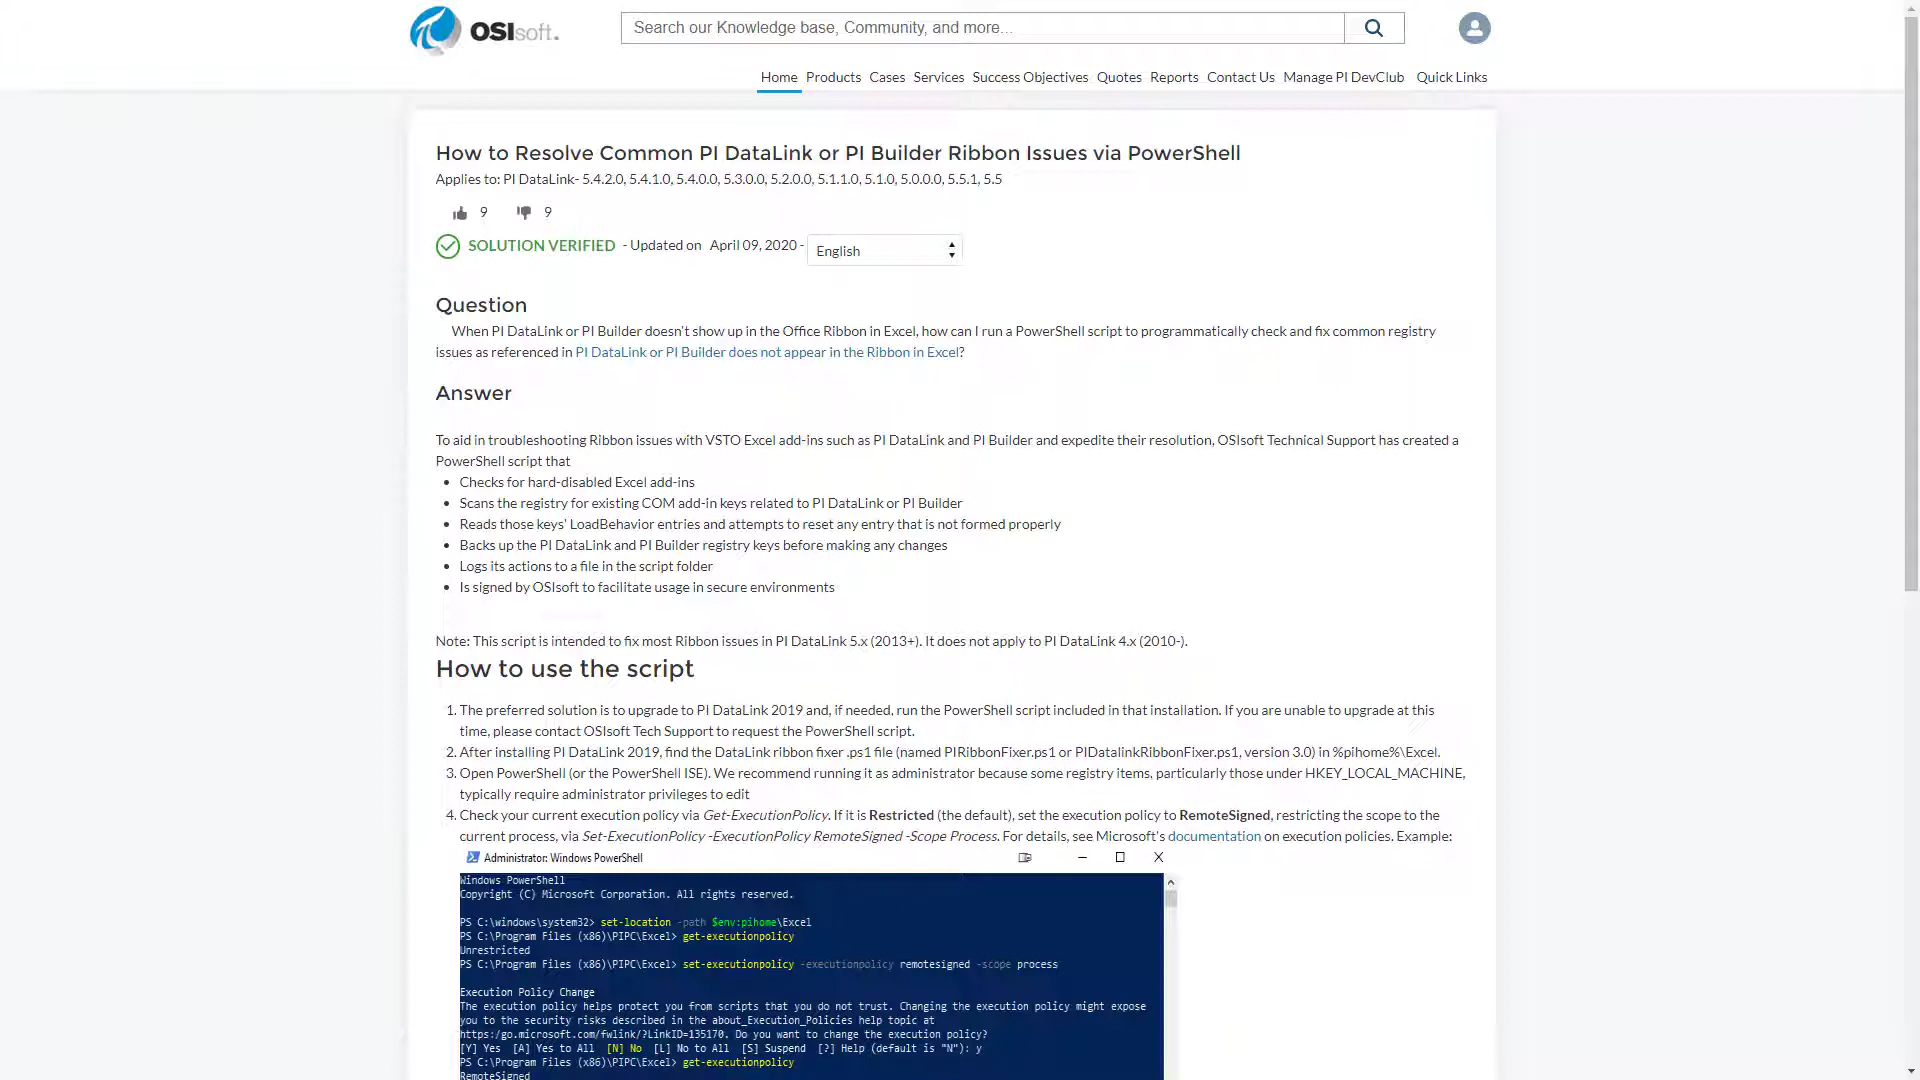 OSIsoft.
Search our Knowledge base, Community, and more...
Home Products Cases Services Success Objectives Quotes Reports Contact Us Manage PI DevClub Quick Links
How to Resolve Common PI DataLink or PI Builder Ribbon Issues via PowerShell
Applies to: PI DataLink- 5.4.2.0, 5.4.1.0, 5.4.0.0, 5.3.0.0, 5.2.0.0, 5.1.1.0, 5.1.0, 5.0.0.0, 5.5.1, 5.5
9 9
SOLUTION VERIFIED - Updated on April 09, 2020 - English
Question
When PI DataLink or PI Builder doesn't show up in the Office Ribbon in Excel, how can I run a PowerShell script to programmatically check and fix common registry
issues as referenced in PI DataLink or PI Builder does not appear in the Ribbon in Excel?
Answer
To aid in troubleshooting Ribbon issues with VSTO Excel add-ins such as PI DataLink and PI Builder and expedite their resolution, OSIsoft Technical Support has created a
PowerShell script that
• Checks for hard-disabled Excel add-ins
• Scans the registry for existing COM add-in keys related to PI DataLink or PI Builder
• Reads those keys' LoadBehavior entries and attempts to reset any entry that is not formed properly
• Backs up the PI DataLink and PI Builder registry keys before making any changes
• Logs its actions to a file in the script folder
• Is signed by OSIsoft to facilitate usage in secure environments
Note: This script is intended to fix most Ribbon issues in PI DataLink 5.x (2013+). It does not apply to PI DataLink 4.x (2010-).
How to use the script
1. The preferred solution is to upgrade to PI DataLink 2019 and, if needed, run the PowerShell script included in that installation. If you are unable to upgrade at this
time, please contact OSIsoft Tech Support to request the PowerShell script.
2. After installing PI DataLink 2019, find the DataLink ribbon fixer .ps1 file (named PIRibbonFixer.ps1 or PIDatalinkRibbonFixer.ps1, version 3.0) in %pihome%\Excel.
3. Open PowerShell (or the PowerShell ISE). We recommend running it as administrator because some registry items, particularly those under HKEY_LOCAL_MACHINE,
typically require administrator privileges to edit
4. Check your current execution policy via Get-ExecutionPolicy. If it is Restricted (the default), set the execution policy to RemoteSigned, restricting the scope to the
current process, via Set-ExecutionPolicy -ExecutionPolicy RemoteSigned -Scope Process. For details, see Microsoft's documentation on execution policies. Example:
Administrator: Windows PowerShell
Windows PowerShell
Copyright (C) Microsoft Corporation. All rights reserved.
PS C:\windows\system32> set-location -path $env:pihome\Excel
PS C:\Program Files (x86)\PIPC\Excel> get-executionpolicy
Unrestricted
PS C:\Program Files (x86)\PIPC\Excel> set-executionpolicy -executionpolicy remotesigned -scope process
Execution Policy Change
The execution policy helps protect you from scripts that you do not trust. Changing the execution policy might expose
you to the security risks described in the about_Execution_Policies help topic at
https:/go.microsoft.com/fwlink/?LinkID=135170. Do you want to change the execution policy?
[Y] Yes [A] Yes to All [N] No [L] No to All [S] Suspend [?] Help (default is "N"): y
PS C:\Program Files (x86)\PIPC\Excel> get-executionpolicy
RemoteSigned